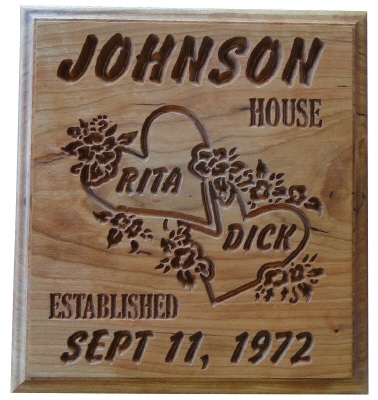 JOHNSON
HOUSE
RITA
DICK
ESTABLISHED
SEPT 11, 1972